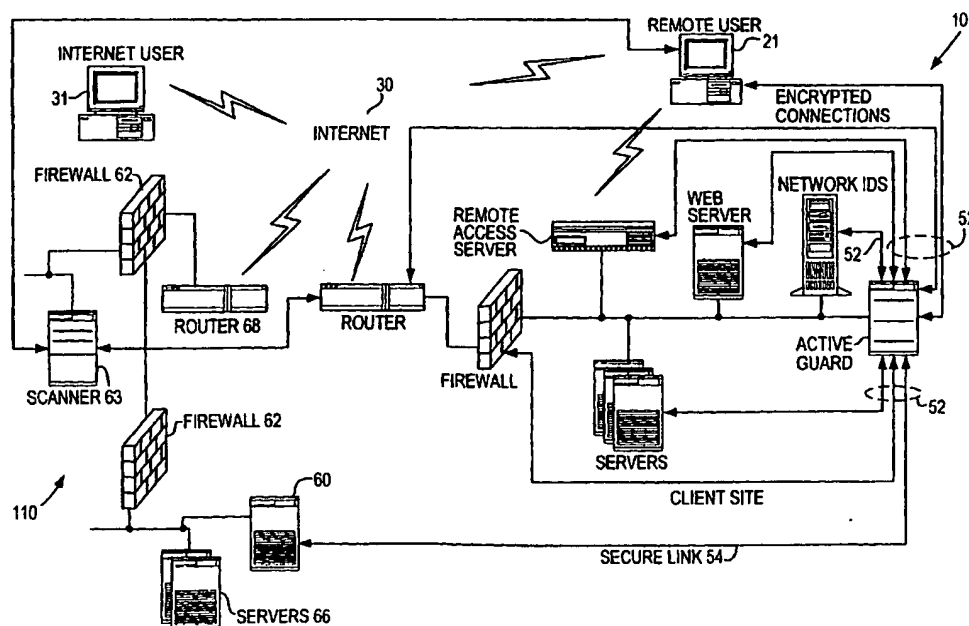 REMOTE USER
21
10
INTERNET USER
31
30
INTERNET
ENCRYPTED
CONNECTIONS
FIREWALL 62
NETWORK IDS
WEB
SERVER
REMOTE
ACCESS
SERVER
52
52
ROUTER 68
ROUTER
ACTIVE
GUARD
FIREWALL
SCANNER 63
52
FIREWALL 62
SERVERS
60
CLIENT SITE
110
SECURE LINK 54
SERVERS 66